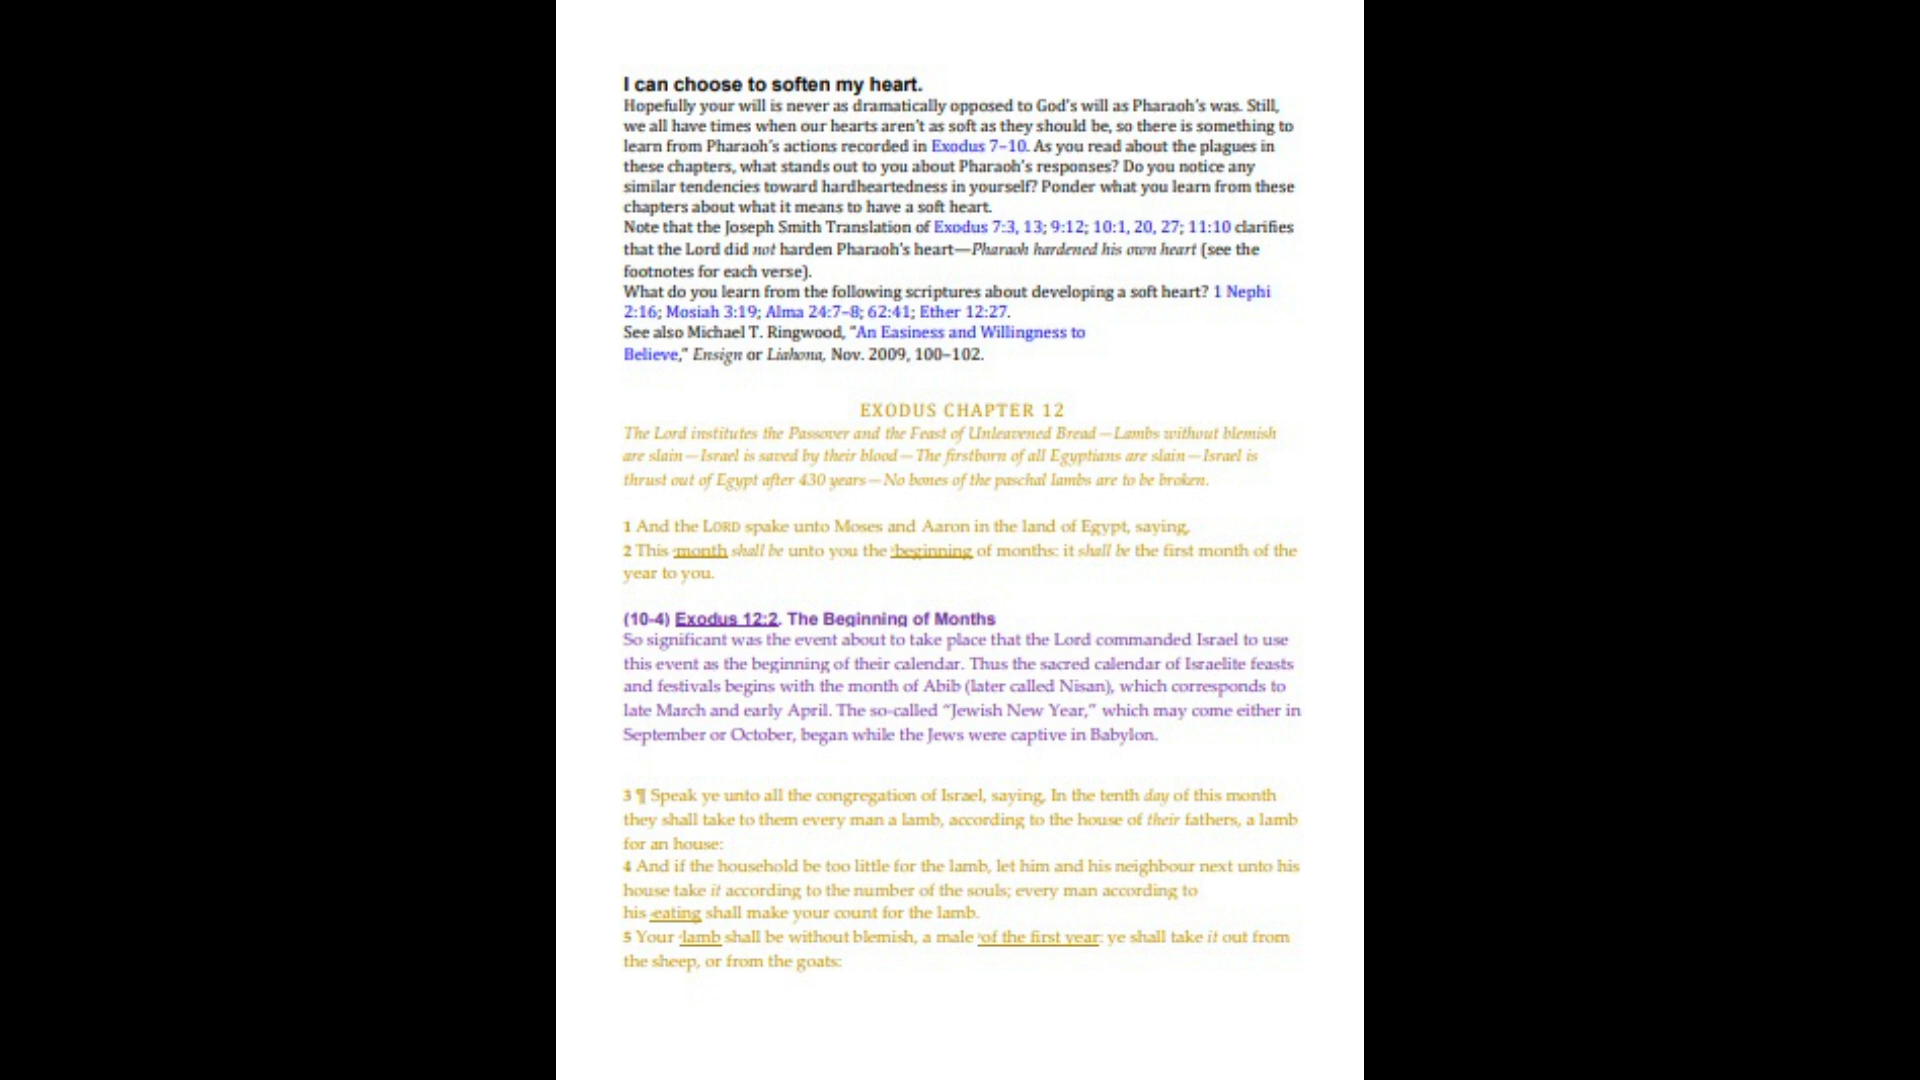 I can choose to soften my heart.
Hopefully your will is never as dramatically opposed to God's will as Pharaoh's was. Still,
we all have times when our hearts aren't as soft as they should be, so there is something to
learn from Pharaoh's actions recorded in Exodus 7–10. As you read about the plagues in
these chapters, what stands out to you about Pharaoh's responses? Do you notice any
similar tendencies toward hardheartedness in yourself? Ponder what you learn from these
chapters about what it means to have a soft heart.
Note that the Joseph Smith Translation of Exodus 7:3, 13; 9:12; 10:1, 20, 27; 11:10 clarifies
that the Lord did not harden Pharaoh's heart—Pharaoh hardened his own heart (see the
footnotes for each verse).
What do you learn from the following scriptures about developing a soft heart? 1 Nephi
2:16; Mosiah 3:19; Alma 24:7–8; 62:41; Ether 12:27.
See also Michael T. Ringwood, "An Easiness and Willingness to
Believe," Ensign or Liahona, Nov. 2009, 100–102.
EXODUS CHAPTER 12
The Lord institutes the Passover and the Feast of Unleavened Bread—Lambs without blemish
are slain—Israel is saved by their blood—The firstborn of all Egyptians are slain—Israel is
thrust out of Egypt after 430 years—No bones of the paschal lambs are to be broken.
1 And the LORD spake unto Moses and Aaron in the land of Egypt, saying,
2 This month shall be unto you the beginning of months: it shall be the first month of the
year to you.
(10-4) Exodus 12:2. The Beginning of Months
So significant was the event about to take place that the Lord commanded Israel to use
this event as the beginning of their calendar. Thus the sacred calendar of Israelite feasts
and festivals begins with the month of Abib (later called Nisan), which corresponds to
late March and early April. The so-called "Jewish New Year," which may come either in
September or October, began while the Jews were captive in Babylon.
3 ¶ Speak ye unto all the congregation of Israel, saying, In the tenth day of this month
they shall take to them every man a lamb, according to the house of their fathers, a lamb
for an house:
4 And if the household be too little for the lamb, let him and his neighbour next unto his
house take it according to the number of the souls; every man according to
his eating shall make your count for the lamb.
5 Your lamb shall be without blemish, a male of the first year: ye shall take it out from
the sheep, or from the goats: